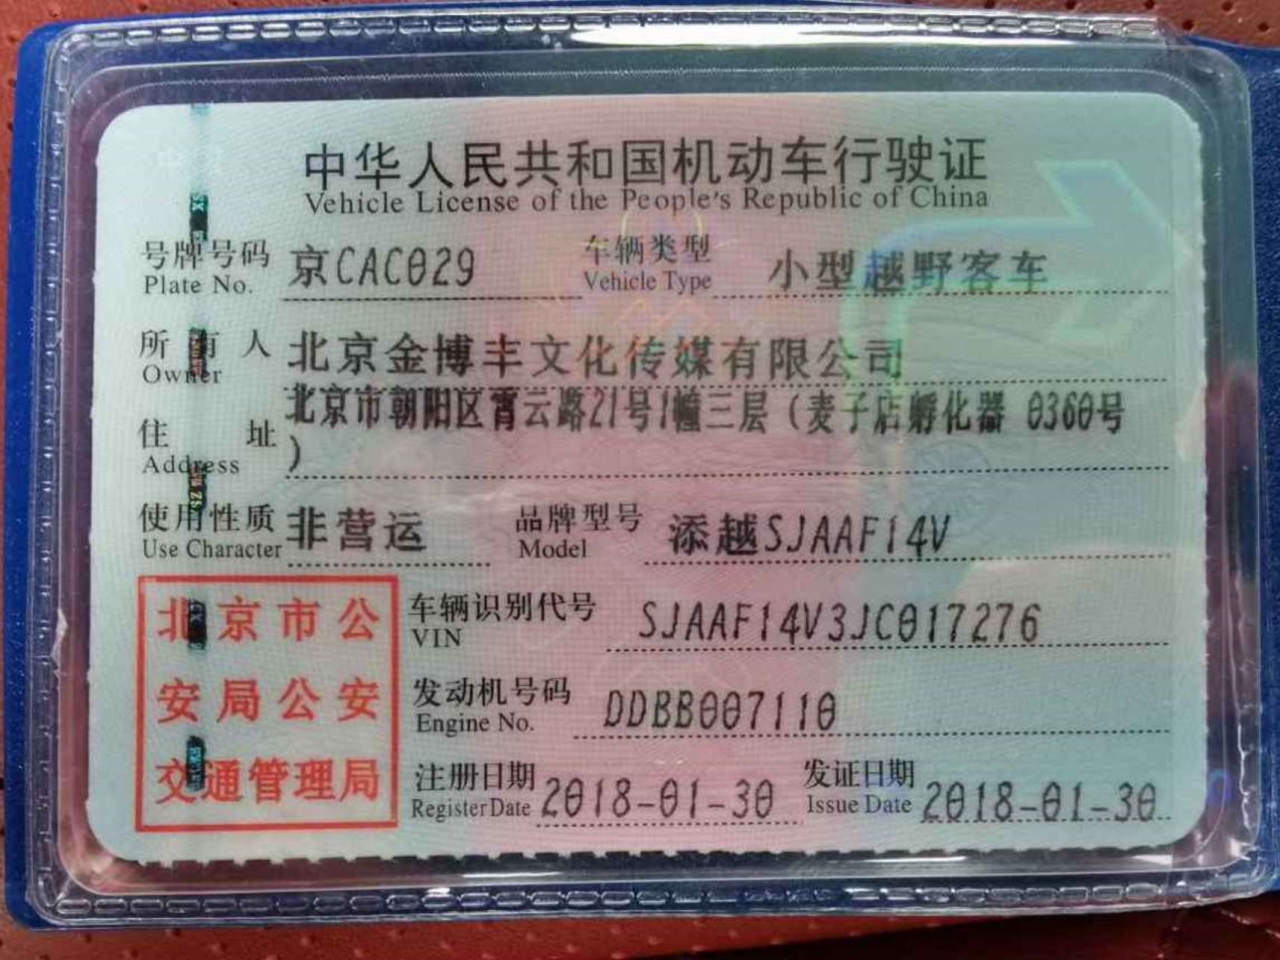 中华人民共和国机动车行驶证
Vehicle License of the People's Republic of China
号牌号码 京CAC029 车辆类型 小型越野客车
Plate No. Vehicle Type
所有人 北京金博丰文化传媒有限公司
Owner
北京市朝阳区霄云路21号1幢三层（麦子店孵化器 0360号
住址 ）
Address
使用性质 非营运 品牌型号 添越SJAAF14V
Use Character Model
北京市公
安局公安
交通管理局
车辆识别代号 SJAAF14V3JC017276
VIN
发动机号码 DDBB007110
Engine No.
注册日期 2018-01-30 发证日期 2018-01-30
Register Date Issue Date